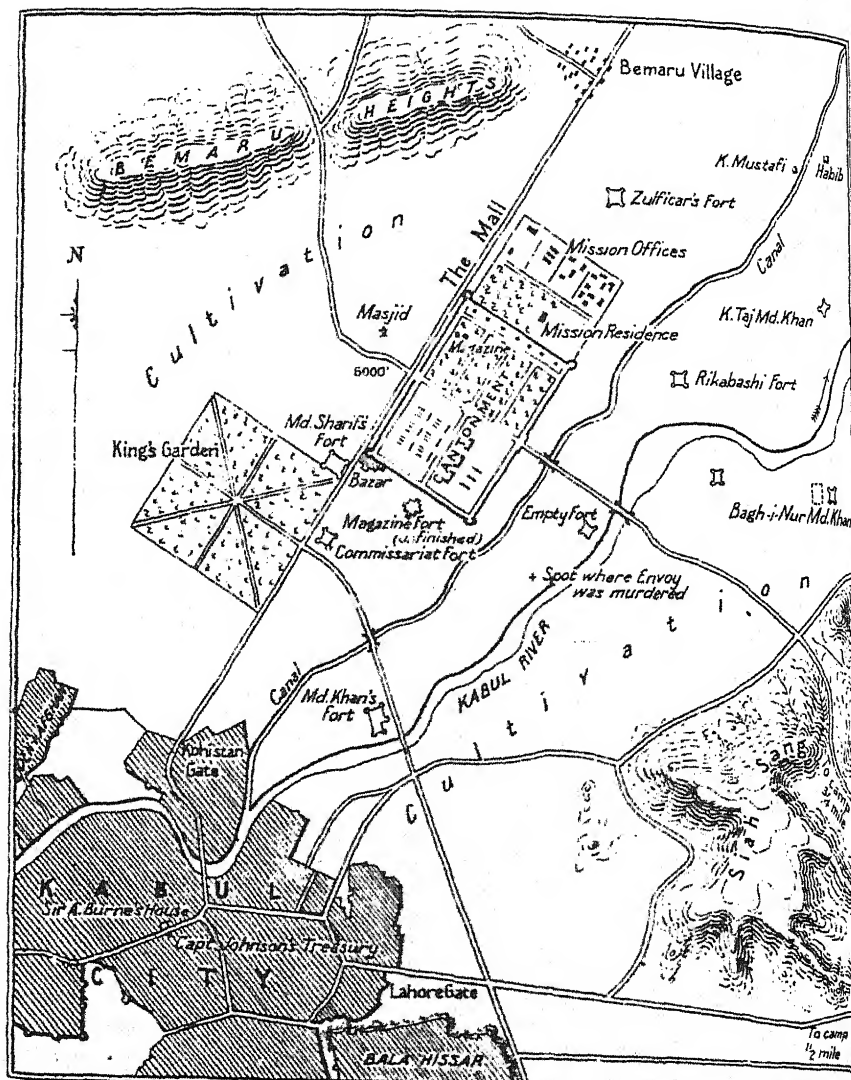 Bemaru Village
BEMARU HEIGHTS
K. Mustafi
Habib
Zulficar's Fort
N
Cultivation
The Mall
Mission Offices
Canal
Masjid
Mission Residence
K. Taj Md. Khan
6000'
CANTONMENT
Rikabashi Fort
King's Garden
Md. Sharif's
Fort
Bazar
Magazine Fort
Commissariat Fort
Empty Fort
Bagh-i-Nur Md. Khan
+ Spot where Envoy
was murdered
KABUL RIVER
Cultivation
Canal
Md. Khan's
Fort
Kohistan
Gate
Siah Sang
KABUL
Sir A. Burne's House
Capt. Johnson's Treasury
CITY
Lahore Gate
BALA HISSAR
To camp
1/2 mile